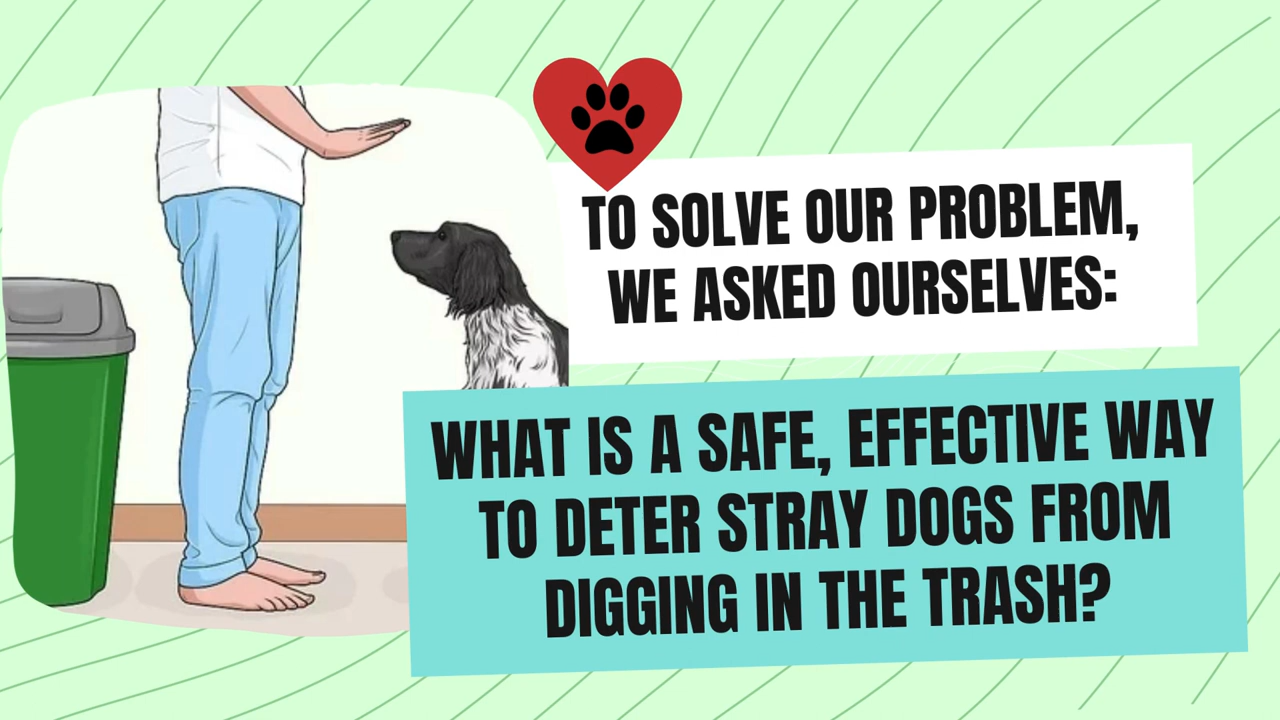 TO SOLVE OUR PROBLEM,
WE ASKED OURSELVES:
WHAT IS A SAFE, EFFECTIVE WAY
TO DETER STRAY DOGS FROM
DIGGING IN THE TRASH?